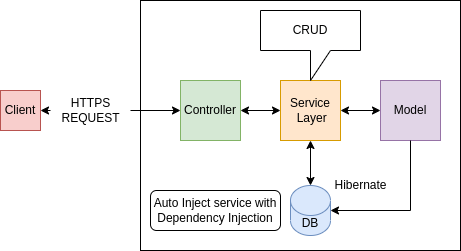 CRUD
Client
HTTPS
REQUEST
Controller
Service
Layer
Model
Hibernate
Auto Inject service with
Dependency Injection
DB